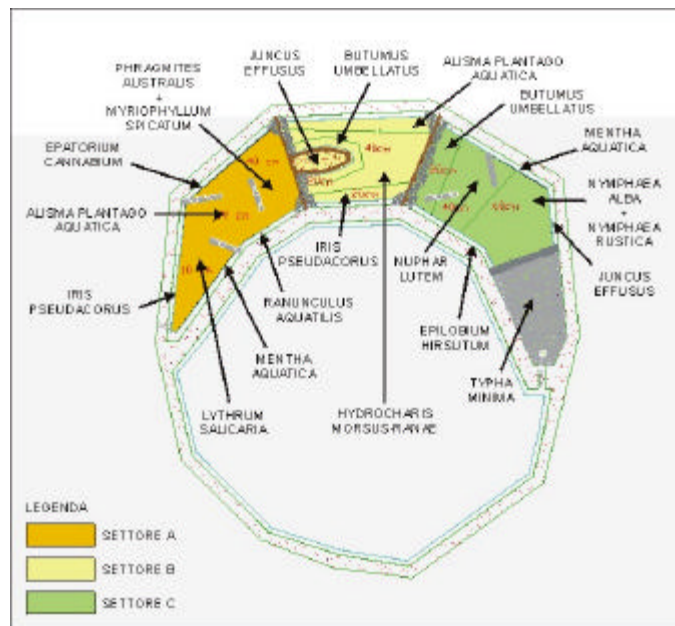 JUNCUS
EFFUSUS
BUTUMUS
UMBELLATUS
ALISMA PLANTAGO
AQUATICA
PHRAGMITES
AUSTRALIS
+
MYRIOPHYLLUM
SPICATUM
BUTUMUS
UMBELLATUS
MENTHA
AQUATICA
EPATORIUM
CANNABIUM
NYMPHAEA
ALBA
+
NYMPHAEA
RUSTICA
ALISMA PLANTAGO
AQUATICA
IRIS
PSEUDACORUS
NUPHAR
LUTEM
JUNCUS
EFFUSUS
IRIS
PSEUDACORUS
RANUNCULUS
AQUATILIS
EPILOBIUM
HIRSUTUM
MENTHA
AQUATICA
TYPHA
MINIMA
LYTHRUM
SALICARIA
HYDROCHARIS
MORSUS-RANAE
LEGENDA
SETTORE A
SETTORE B
SETTORE C